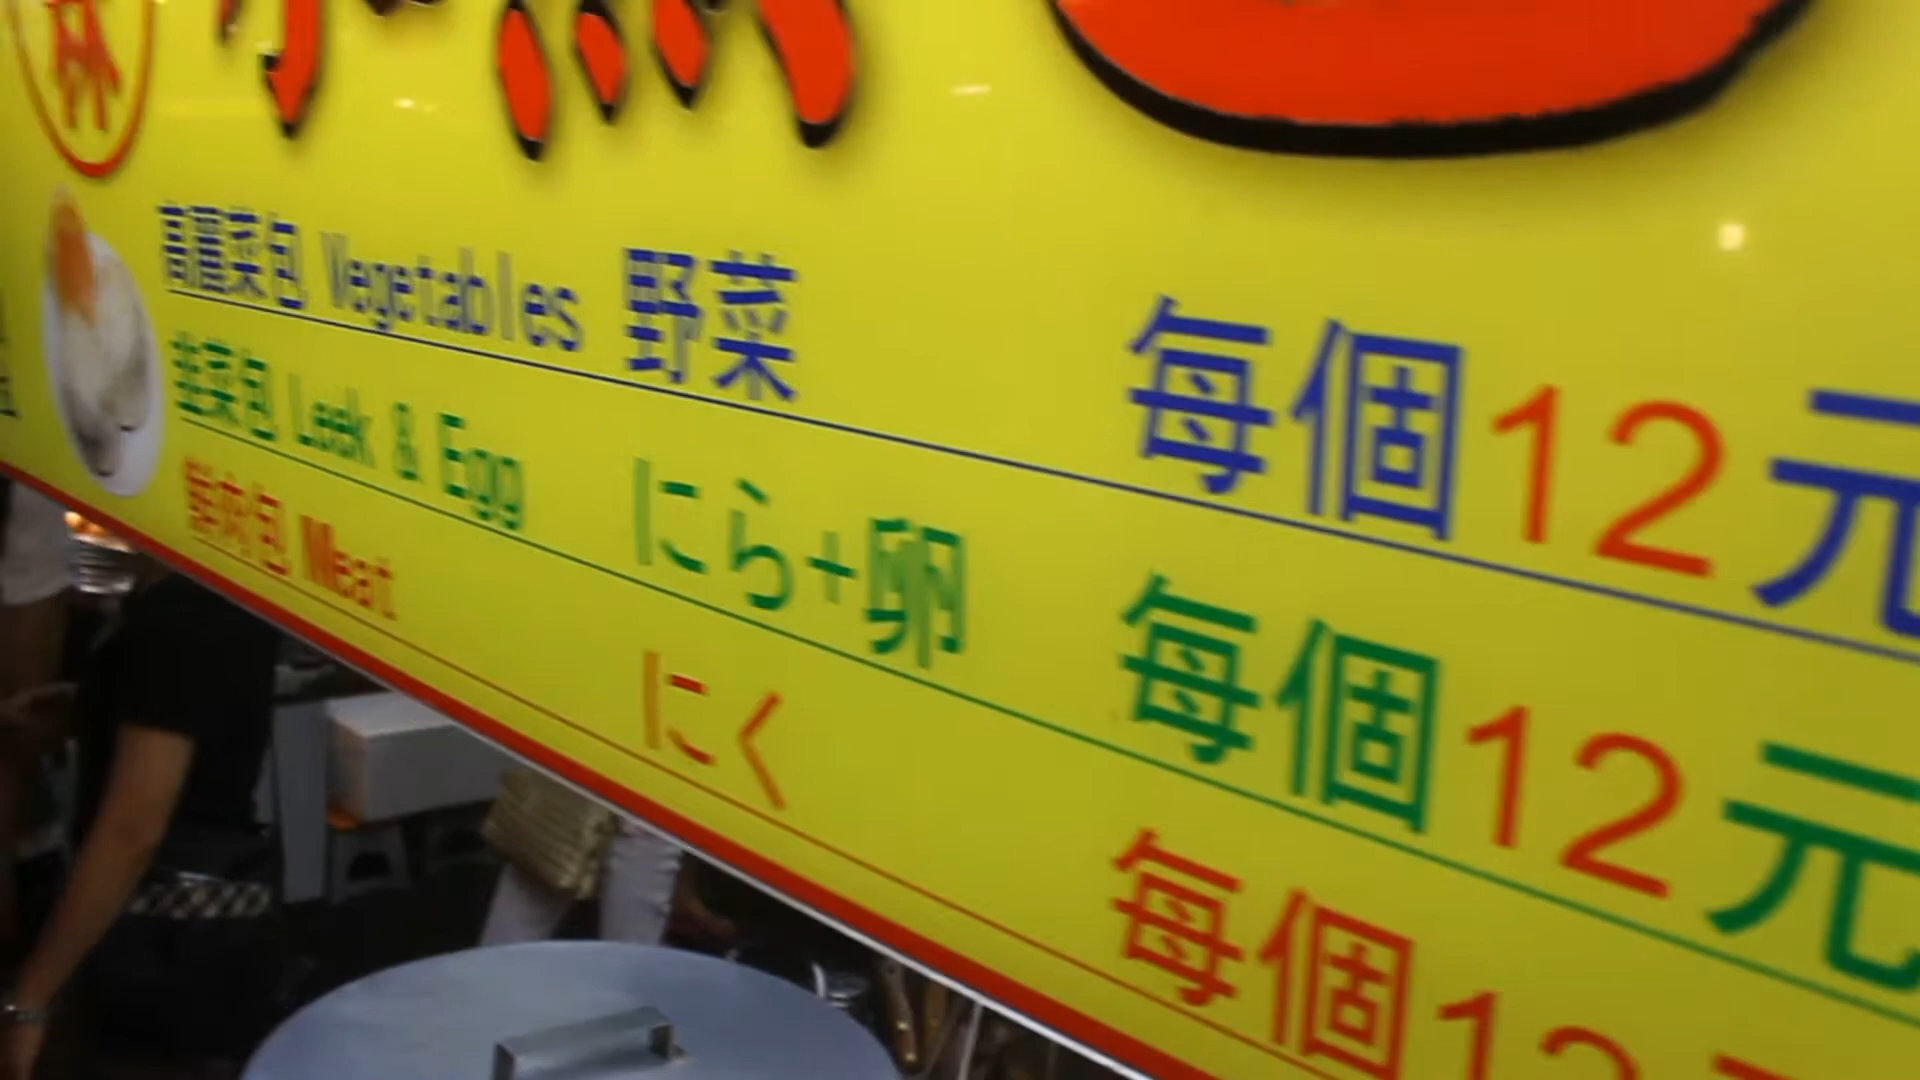 高麗菜包 Vegetables 野菜 每個12元
韭菜包 Leek & Egg にら+卵 每個12元
鮮肉包 Meat にく 每個12元